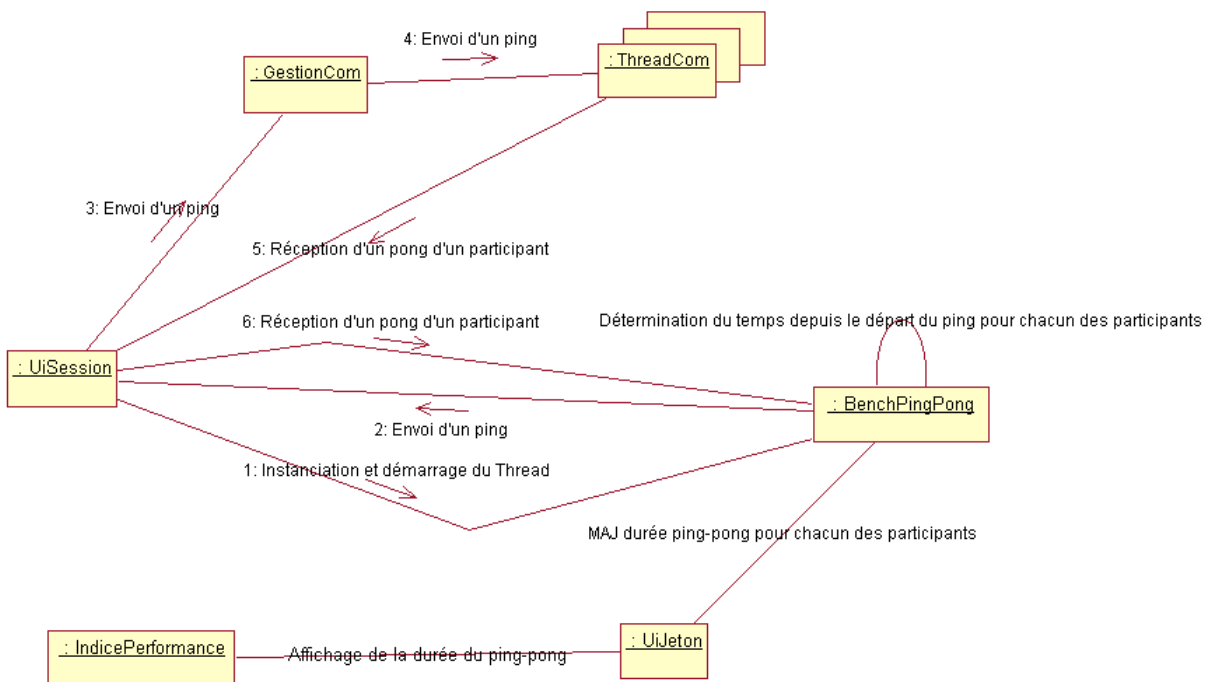 4: Envoi d'un ping
: GestionCom
: ThreadCom
3: Envoi d'un ping
5: Réception d'un pong d'un participant
6: Réception d'un pong d'un participant
Détermination du temps depuis le départ du ping pour chacun des participants
: UiSession
: BenchPingPong
2: Envoi d'un ping
1: Instanciation et démarrage du Thread
MAJ durée ping-pong pour chacun des participants
: IndicePerformance
Affichage de la durée du ping-pong
: UiJeton